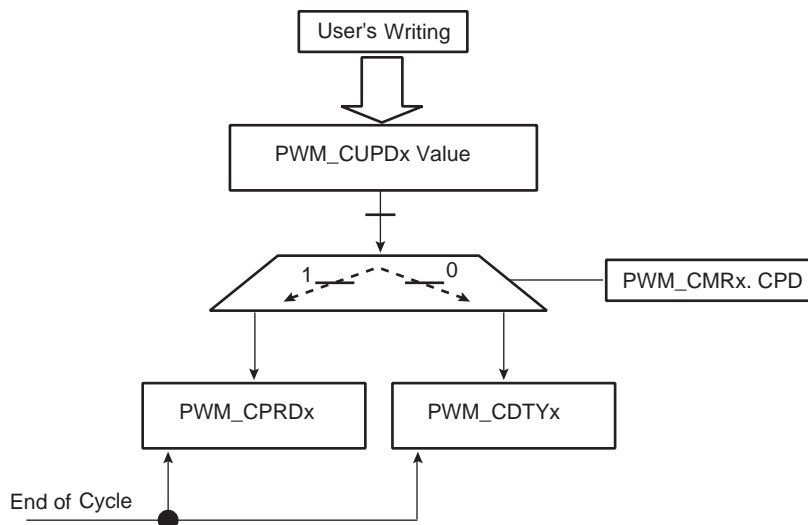 User's Writing
PWM_CUPDx Value
1
0
PWM_CMRx. CPD
PWM_CPRDx
PWM_CDTYx
End of Cycle